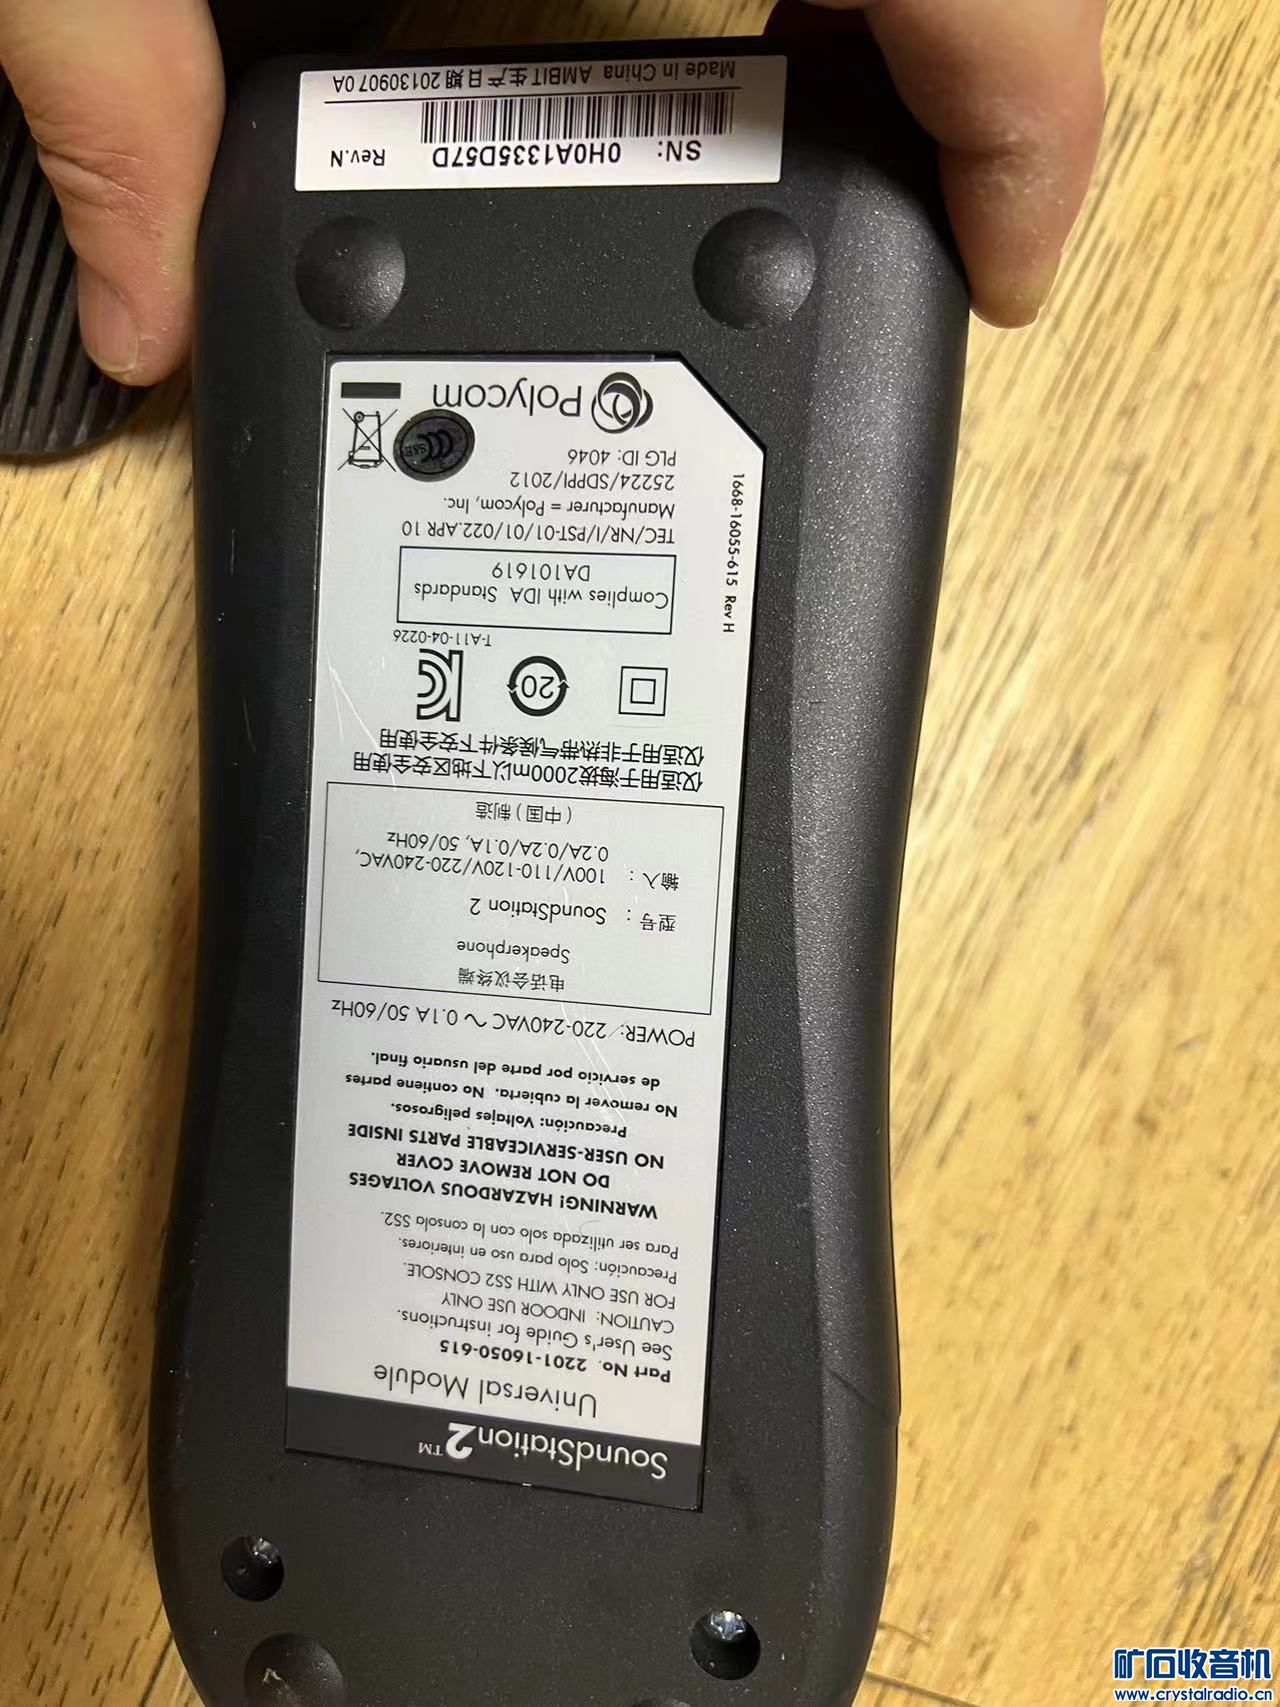 SoundStation2™
Universal Module
Part No. 2201-16050-615
See User's Guide for instructions.
CAUTION: INDOOR USE ONLY
FOR USE ONLY WITH SS2 CONSOLE.
Precaución: Solo para uso en interiores.
Para ser utilizada solo con la consola SS2.
WARNING! HAZARDOUS VOLTAGES
DO NOT REMOVE COVER
NO USER-SERVICEABLE PARTS INSIDE
Precaución: Voltajes peligrosos.
No remover la cubierta. No contiene partes
de servicio por parte del usuario final.
POWER: 220-240VAC ～ 0.1A 50/60Hz
电话会议终端
Speakerphone
型号： SoundStation 2
输入： 100V/110-120V/220-240VAC,
0.2A/0.2A/0.1A, 50/60Hz
（中国）制造
仅适用于海拔2000m以下地区安全使用
仅适用于非热带气候条件下安全使用
20
T-A11-04-0226
Complies with IDA Standards
DA101619
TEC/NR/I/PST-01/01/022.APR 10
Manufacturer = Polycom, Inc.
25224/SDPPI/2012
PLG ID: 4046
CCC S&E
Polycom
1668-16055-615 Rev H
SN: 0H0A1335D57D Rev.N
Made in China AMBIT 生产日期 20130907 0A
矿石收音机
www.crystalradio.cn